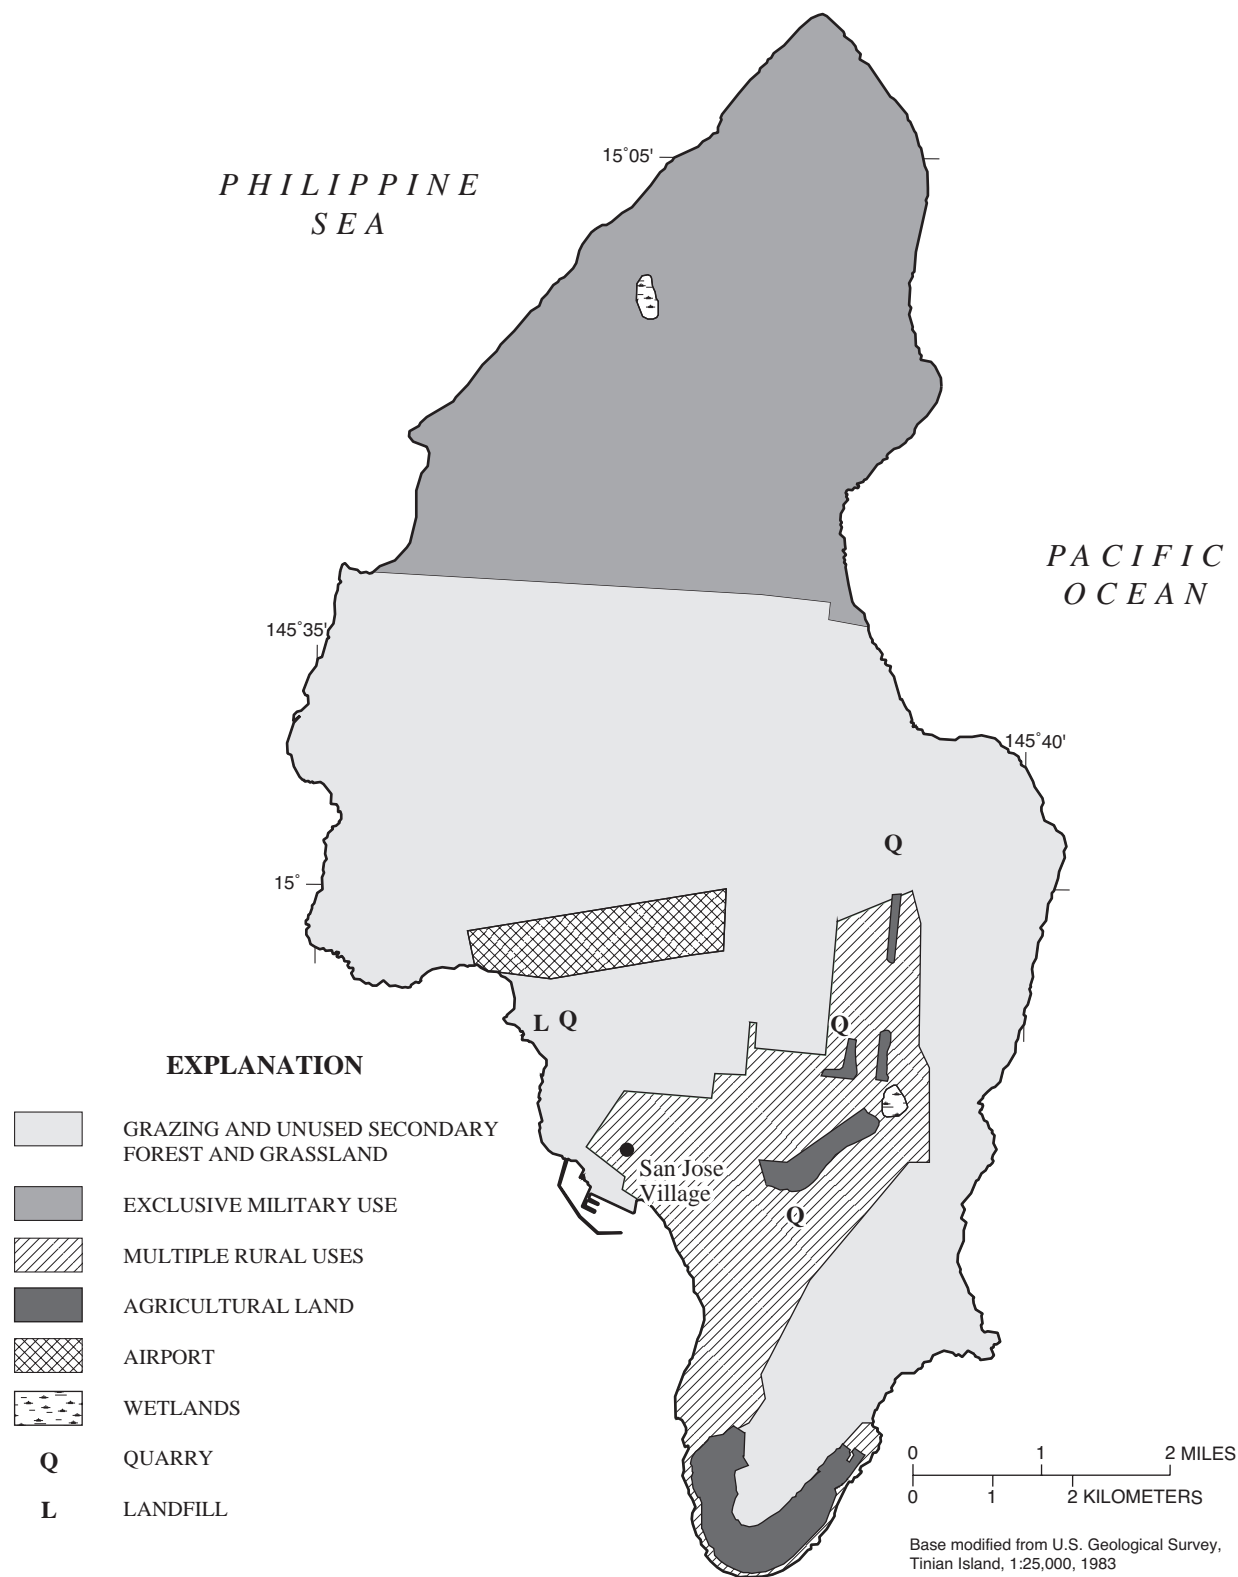 PHILIPPINE
SEA
15°05'
PACIFIC
OCEAN
145°35'
145°40'
Q
15°
L Q
Q
San Jose
Village
Q
EXPLANATION
GRAZING AND UNUSED SECONDARY
FOREST AND GRASSLAND
EXCLUSIVE MILITARY USE
MULTIPLE RURAL USES
AGRICULTURAL LAND
AIRPORT
WETLANDS
Q QUARRY
L LANDFILL
0 1 2 MILES
0 1 2 KILOMETERS
Base modified from U.S. Geological Survey,
Tinian Island, 1:25,000, 1983